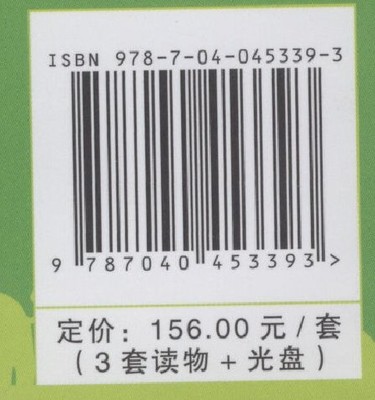 ISBN 978-7-04-045339-3
9 787040 453393 >
定价：156.00 元 / 套
（3 套读物 + 光盘）